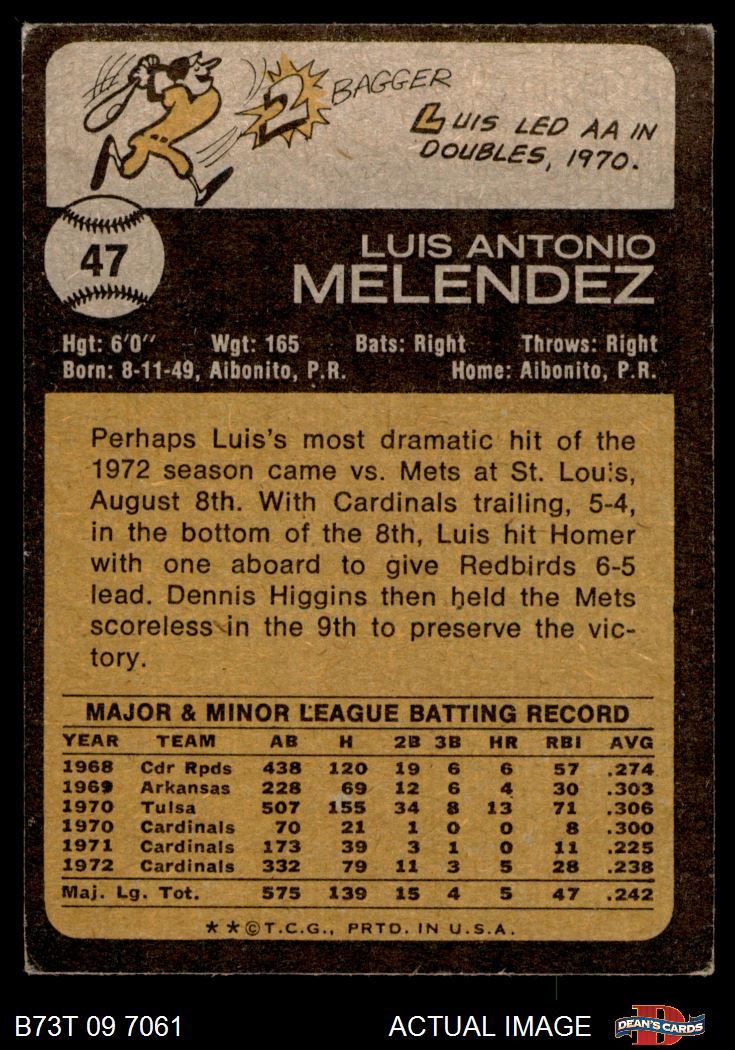 2 BAGGER
LUIS LED AA IN
DOUBLES, 1970.
47
LUIS ANTONIO
MELENDEZ
Hgt: 6'0" Wgt: 165 Bats: Right Throws: Right
Born: 8-11-49, Aibonito, P.R. Home: Aibonito, P.R.
Perhaps Luis's most dramatic hit of the
1972 season came vs. Mets at St. Louis,
August 8th. With Cardinals trailing, 5-4,
in the bottom of the 8th, Luis hit Homer
with one aboard to give Redbirds 6-5
lead. Dennis Higgins then held the Mets
scoreless in the 9th to preserve the vic-
tory.
MAJOR & MINOR LEAGUE BATTING RECORD
YEAR TEAM AB H 2B 3B HR RBI AVG
1968 Cdr Rpds 438 120 19 6 6 57 .274
1969 Arkansas 228 69 12 6 4 30 .303
1970 Tulsa 507 155 34 8 13 71 .306
1970 Cardinals 70 21 1 0 0 8 .300
1971 Cardinals 173 39 3 1 0 11 .225
1972 Cardinals 332 79 11 3 5 28 .238
Maj. Lg. Tot. 575 139 15 4 5 47 .242
**©T.C.G., PRTD. IN U.S.A.
B73T 09 7061 ACTUAL IMAGE D DEAN'S CARDS